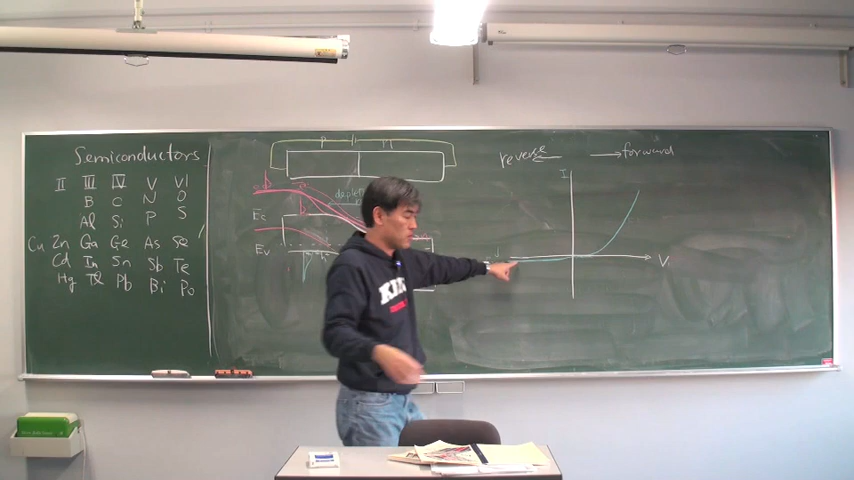 Semiconductors
II III IV V VI
B C N O
Al Si P S
Cu Zn Ga Ge As Se
Cd In Sn Sb Te
Hg Tl Pb Bi Po
p n
Ec
Ev
reverse
forward
I
V